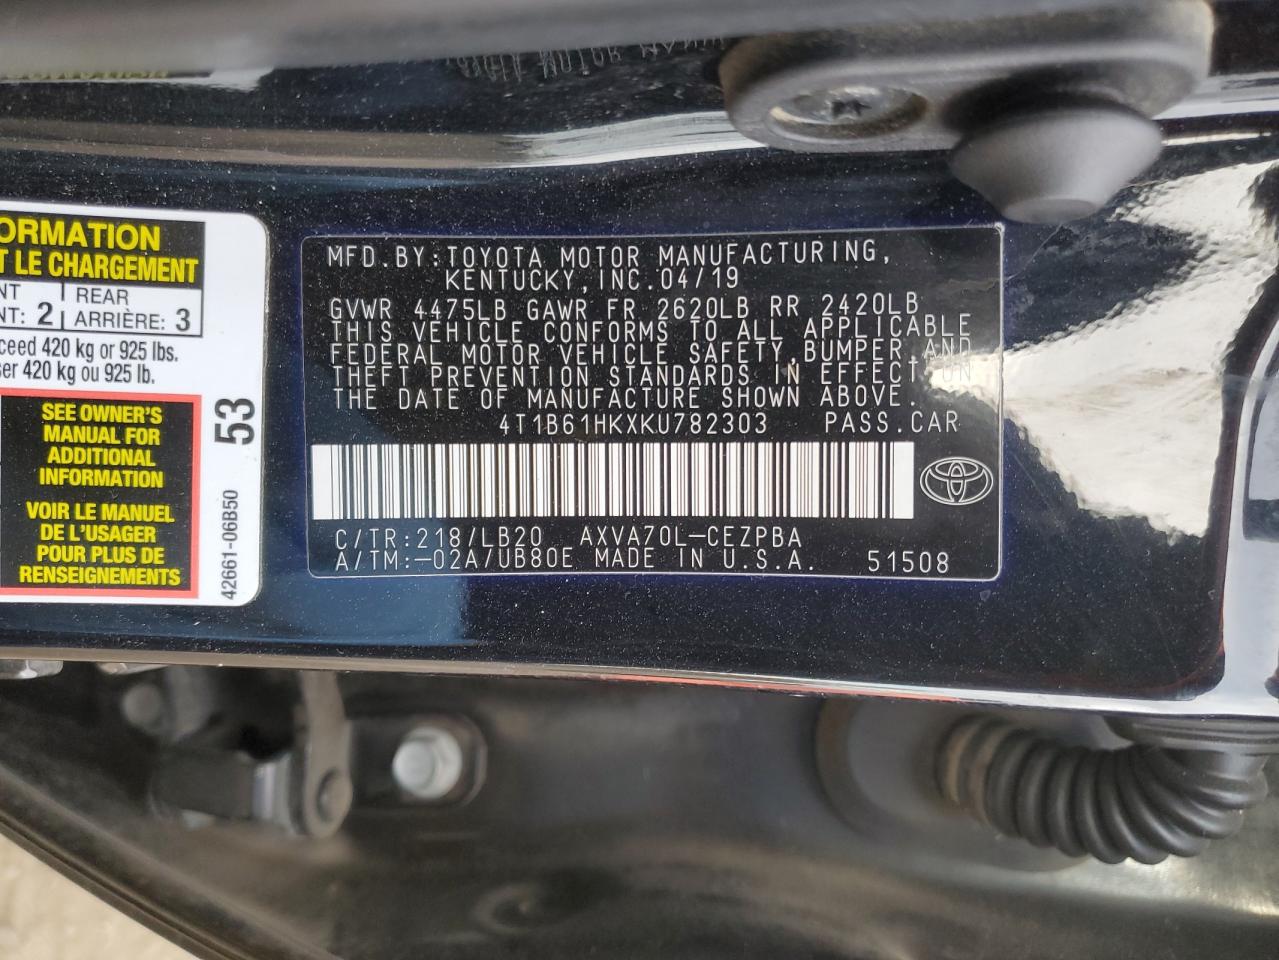 ORMATION
T LE CHARGEMENT
NT: 2
REAR
ARRIÈRE: 3
ceed 420 kg or 925 lbs.
ser 420 kg ou 925 lb.
SEE OWNER'S
MANUAL FOR
ADDITIONAL
INFORMATION
VOIR LE MANUEL
DE L'USAGER
POUR PLUS DE
RENSEIGNEMENTS
53
42661-06B50
MFD.BY:TOYOTA MOTOR MANUFACTURING,
KENTUCKY,INC.04/19
GVWR 4475LB GAWR FR 2620LB RR 2420LB
THIS VEHICLE CONFORMS TO ALL APPLICABLE
FEDERAL MOTOR VEHICLE SAFETY,BUMPER,AND
THEFT PREVENTION STANDARDS IN EFFECT ON
THE DATE OF MANUFACTURE SHOWN ABOVE.
4T1B61HKXKU782303 PASS.CAR
C/TR:218/LB20 AXVA70L-CEZPBA
A/TM:-02A/UB80E MADE IN U.S.A. 51508